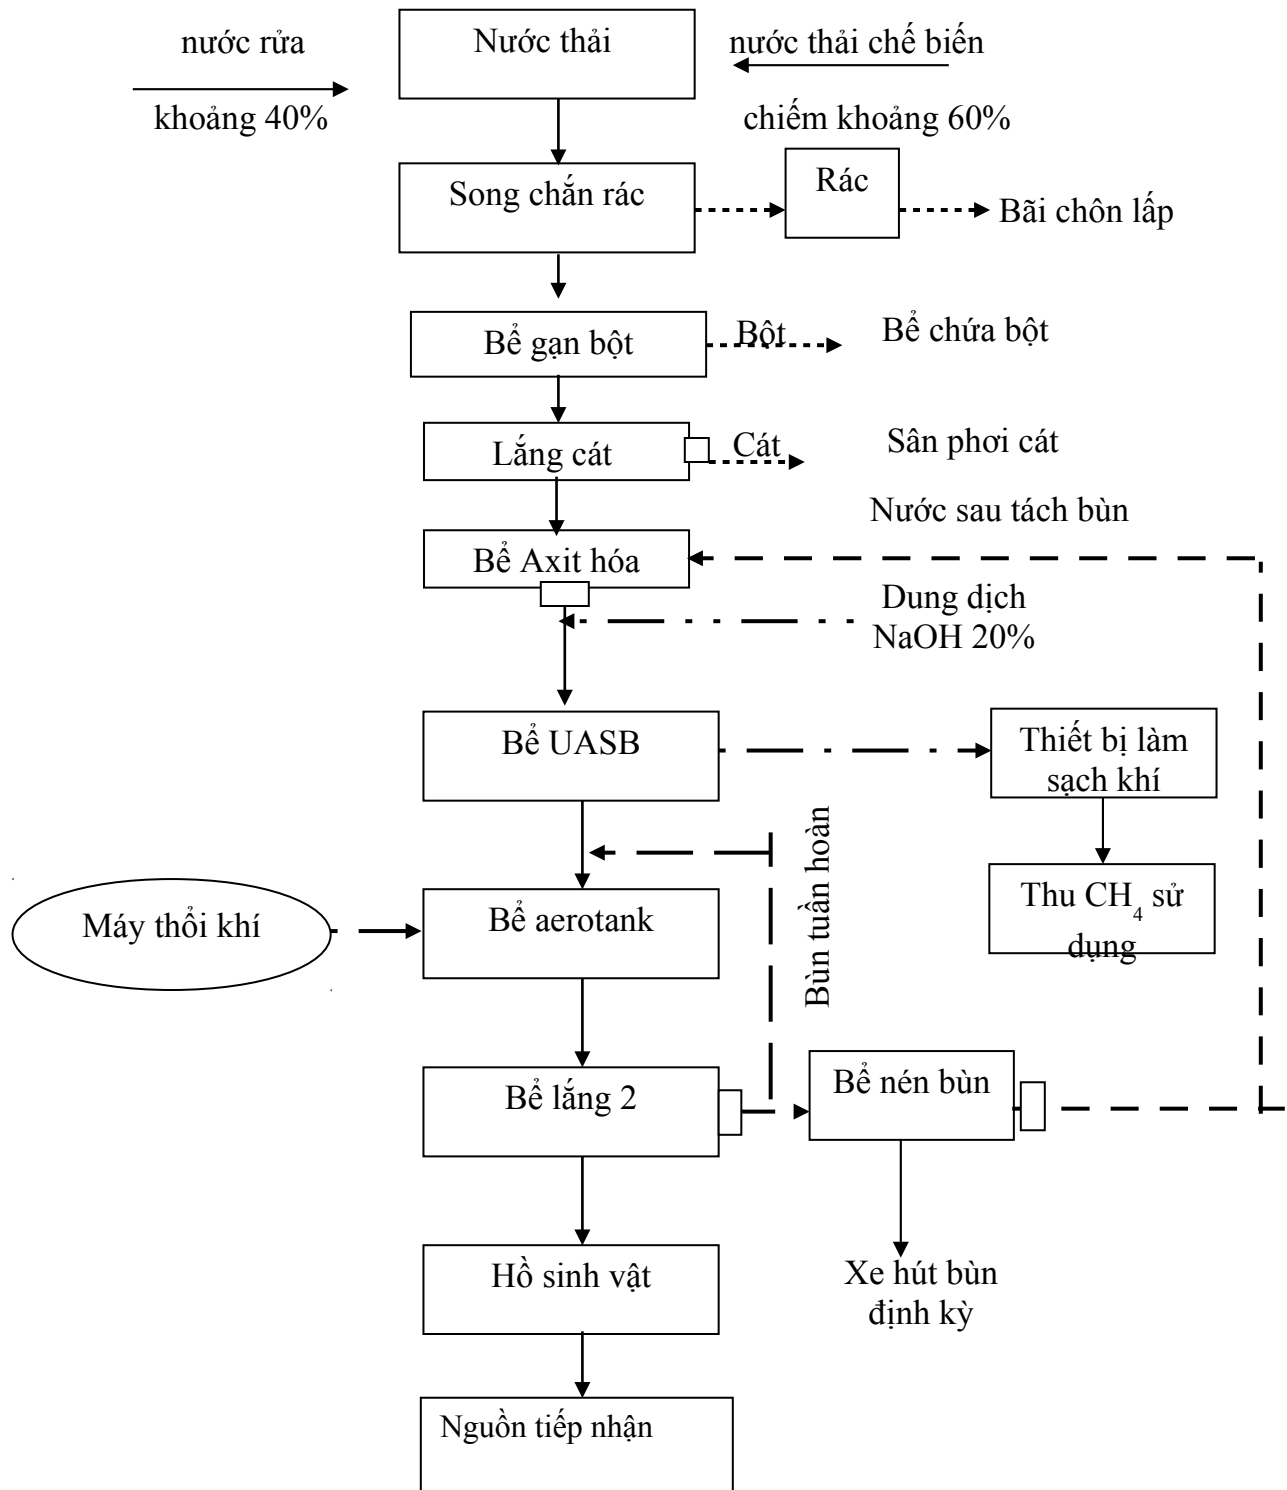 nước rửa
khoảng 40%
Nước thải
nước thải chế biến
chiếm khoảng 60%
Song chắn rác
Rác
Bãi chôn lấp
Bể gạn bột
Bột
Bể chứa bột
Lắng cát
Cát
Sân phơi cát
Nước sau tách bùn
Bể Axit hóa
Dung dịch
NaOH 20%
Bể UASB
Thiết bị làm
sạch khí
Bùn tuần hoàn
Máy thổi khí
Bể aerotank
Thu CH4 sử
dụng
Bể lắng 2
Bể nén bùn
Hồ sinh vật
Xe hút bùn
định kỳ
Nguồn tiếp nhận